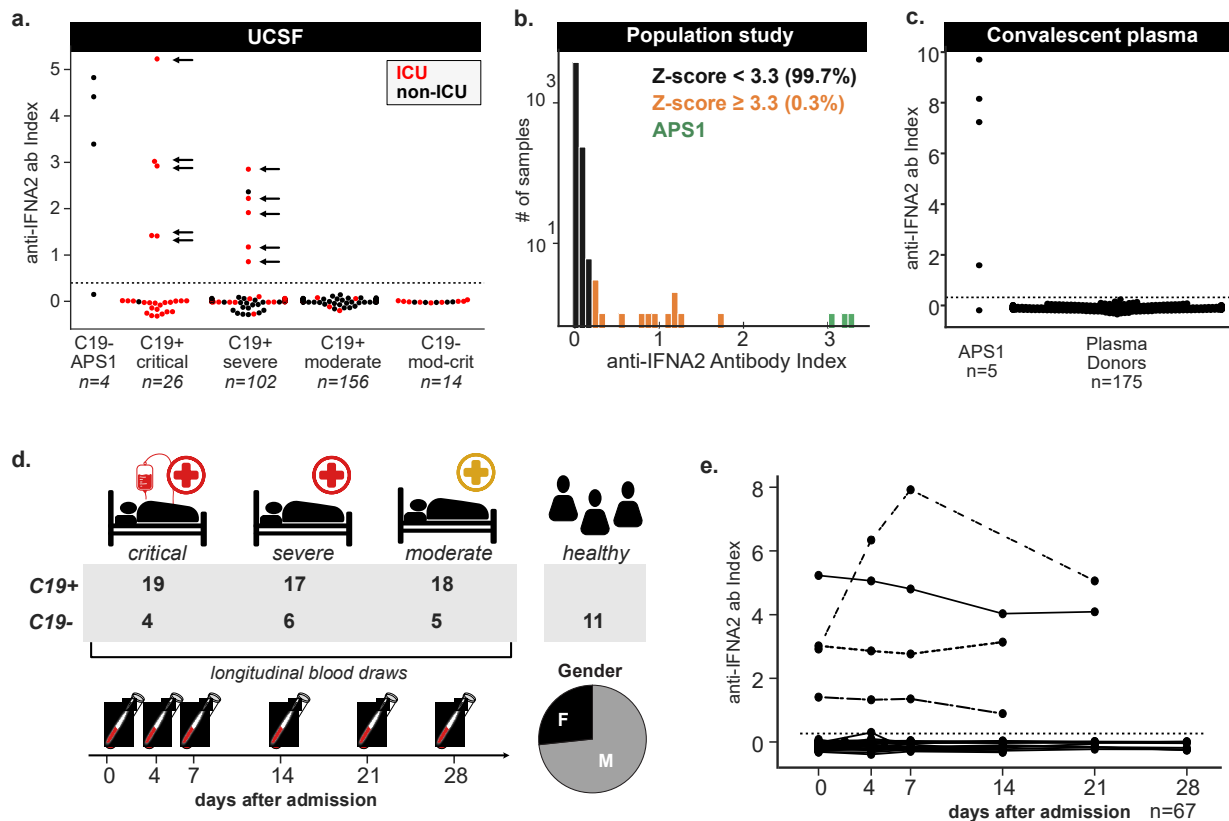 a.
UCSF
anti-IFNA2 ab Index
5
4
3
2
1
0
ICU
non-ICU
C19-
APS1
n=4
C19+
critical
n=26
C19+
severe
n=102
C19+
moderate
n=156
C19-
mod-crit
n=14
b.
Population study
# of samples
10 3
10 1
Z-score < 3.3 (99.7%)
Z-score ≥ 3.3 (0.3%)
APS1
0 1 2 3
anti-IFNA2 Antibody Index
c.
Convalescent plasma
anti-IFNA2 ab Index
10
8
6
4
2
0
APS1
n=5
Plasma
Donors
n=175
d.
critical severe moderate healthy
C19+ 19 17 18
C19- 4 6 5 11
longitudinal blood draws
0 4 7 14 21 28
days after admission
Gender
F
M
e.
anti-IFNA2 ab Index
8
6
4
2
0
0 4 7 14 21 28
days after admission n=67